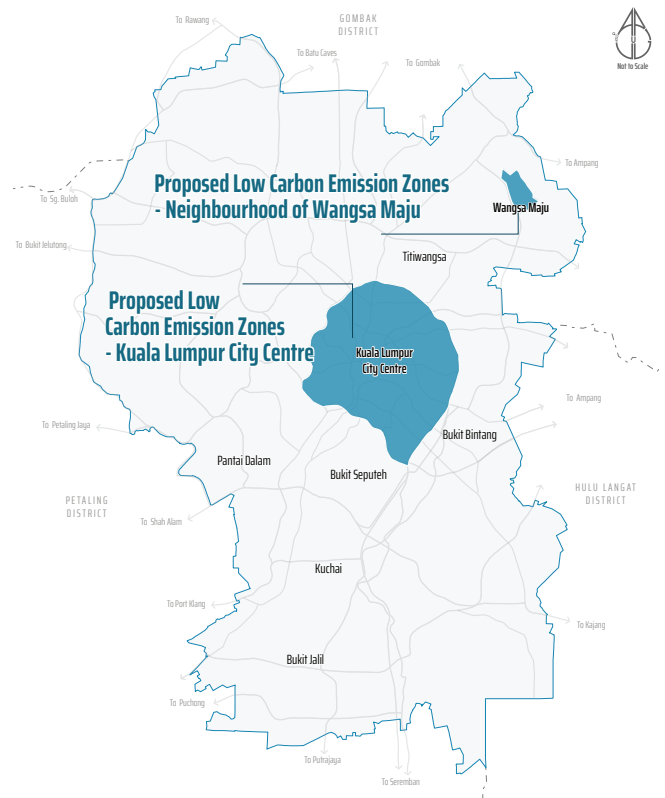 To Rawang
GOMBAK
DISTRICT
To Batu Caves
To Gombak
Not to Scale
To Ampang
To Sg. Buloh
Proposed Low Carbon Emission Zones
- Neighbourhood of Wangsa Maju
Wangsa Maju
To Bukit Jelutong
Titiwangsa
Proposed Low
Carbon Emission Zones
- Kuala Lumpur City Centre
Kuala Lumpur
City Centre
To Ampang
To Petaling Jaya
Bukit Bintang
Pantai Dalam
Bukit Seputeh
PETALING
DISTRICT
HULU LANGAT
DISTRICT
To Shah Alam
Kuchai
To Port Klang
To Kajang
Bukit Jalil
To Puchong
To Putrajaya
To Seremban